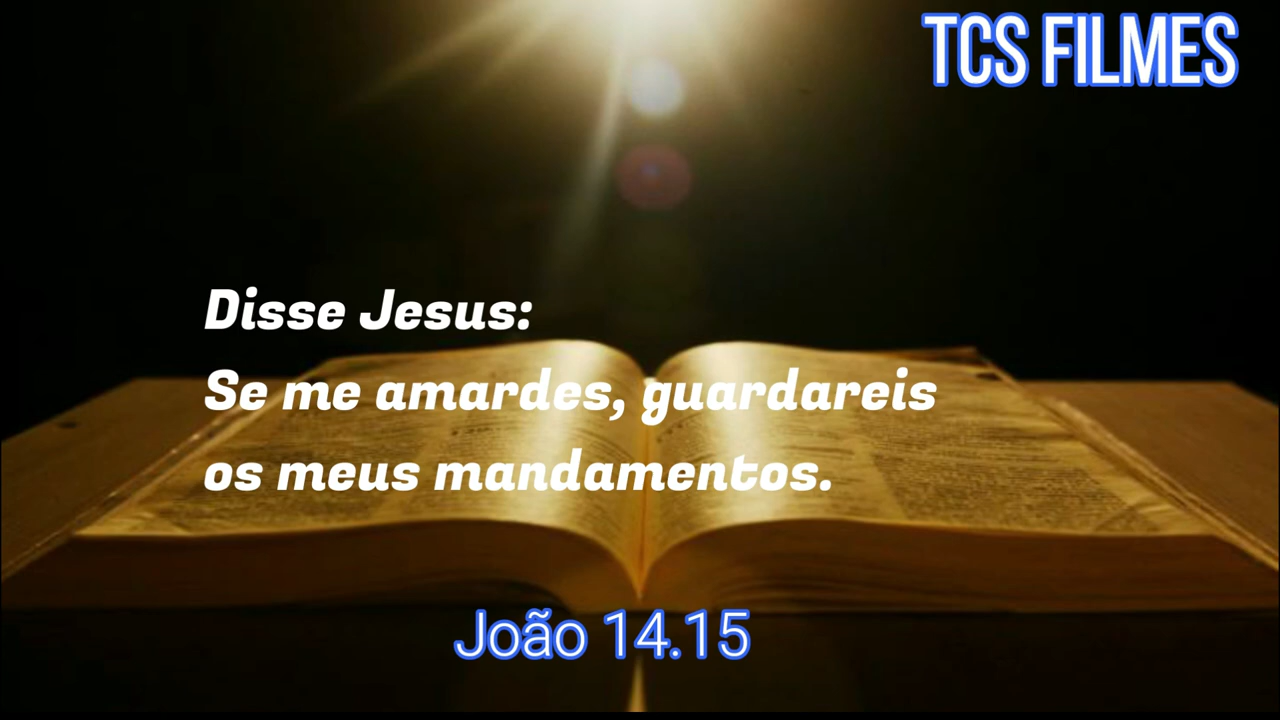 TCS FILMES
Disse Jesus:
Se me amardes, guardareis
os meus mandamentos.
João 14.15